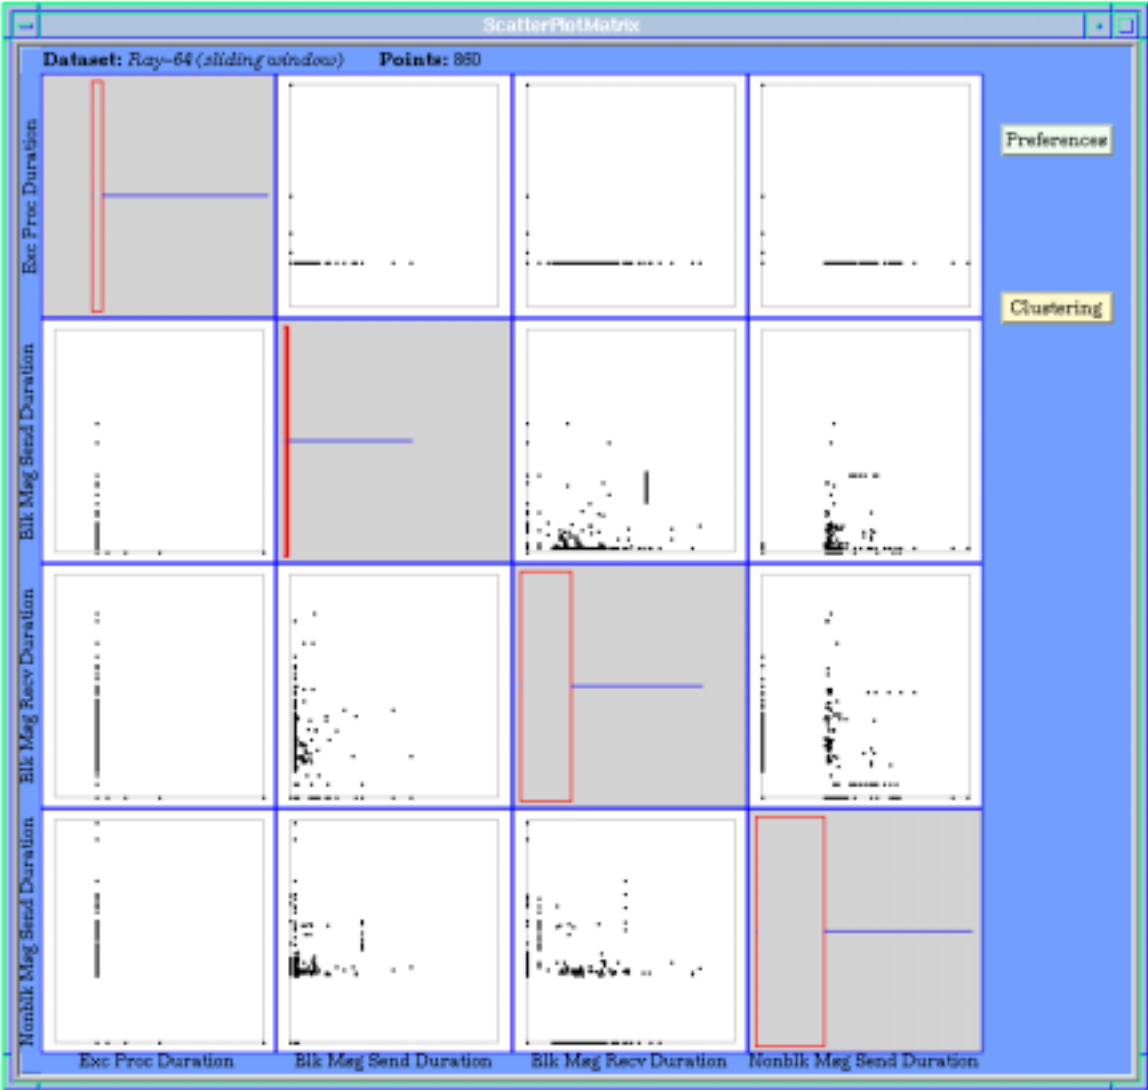 ScatterPlotMatrix
Dataset: Ray-64 (sliding window) Points: 860
Exc Proc Duration
Blk Msg Send Duration
Blk Msg Recv Duration
Nonblk Msg Send Duration
Preferences
Clustering
Exc Proc Duration
Blk Msg Send Duration
Blk Msg Recv Duration
Nonblk Msg Send Duration